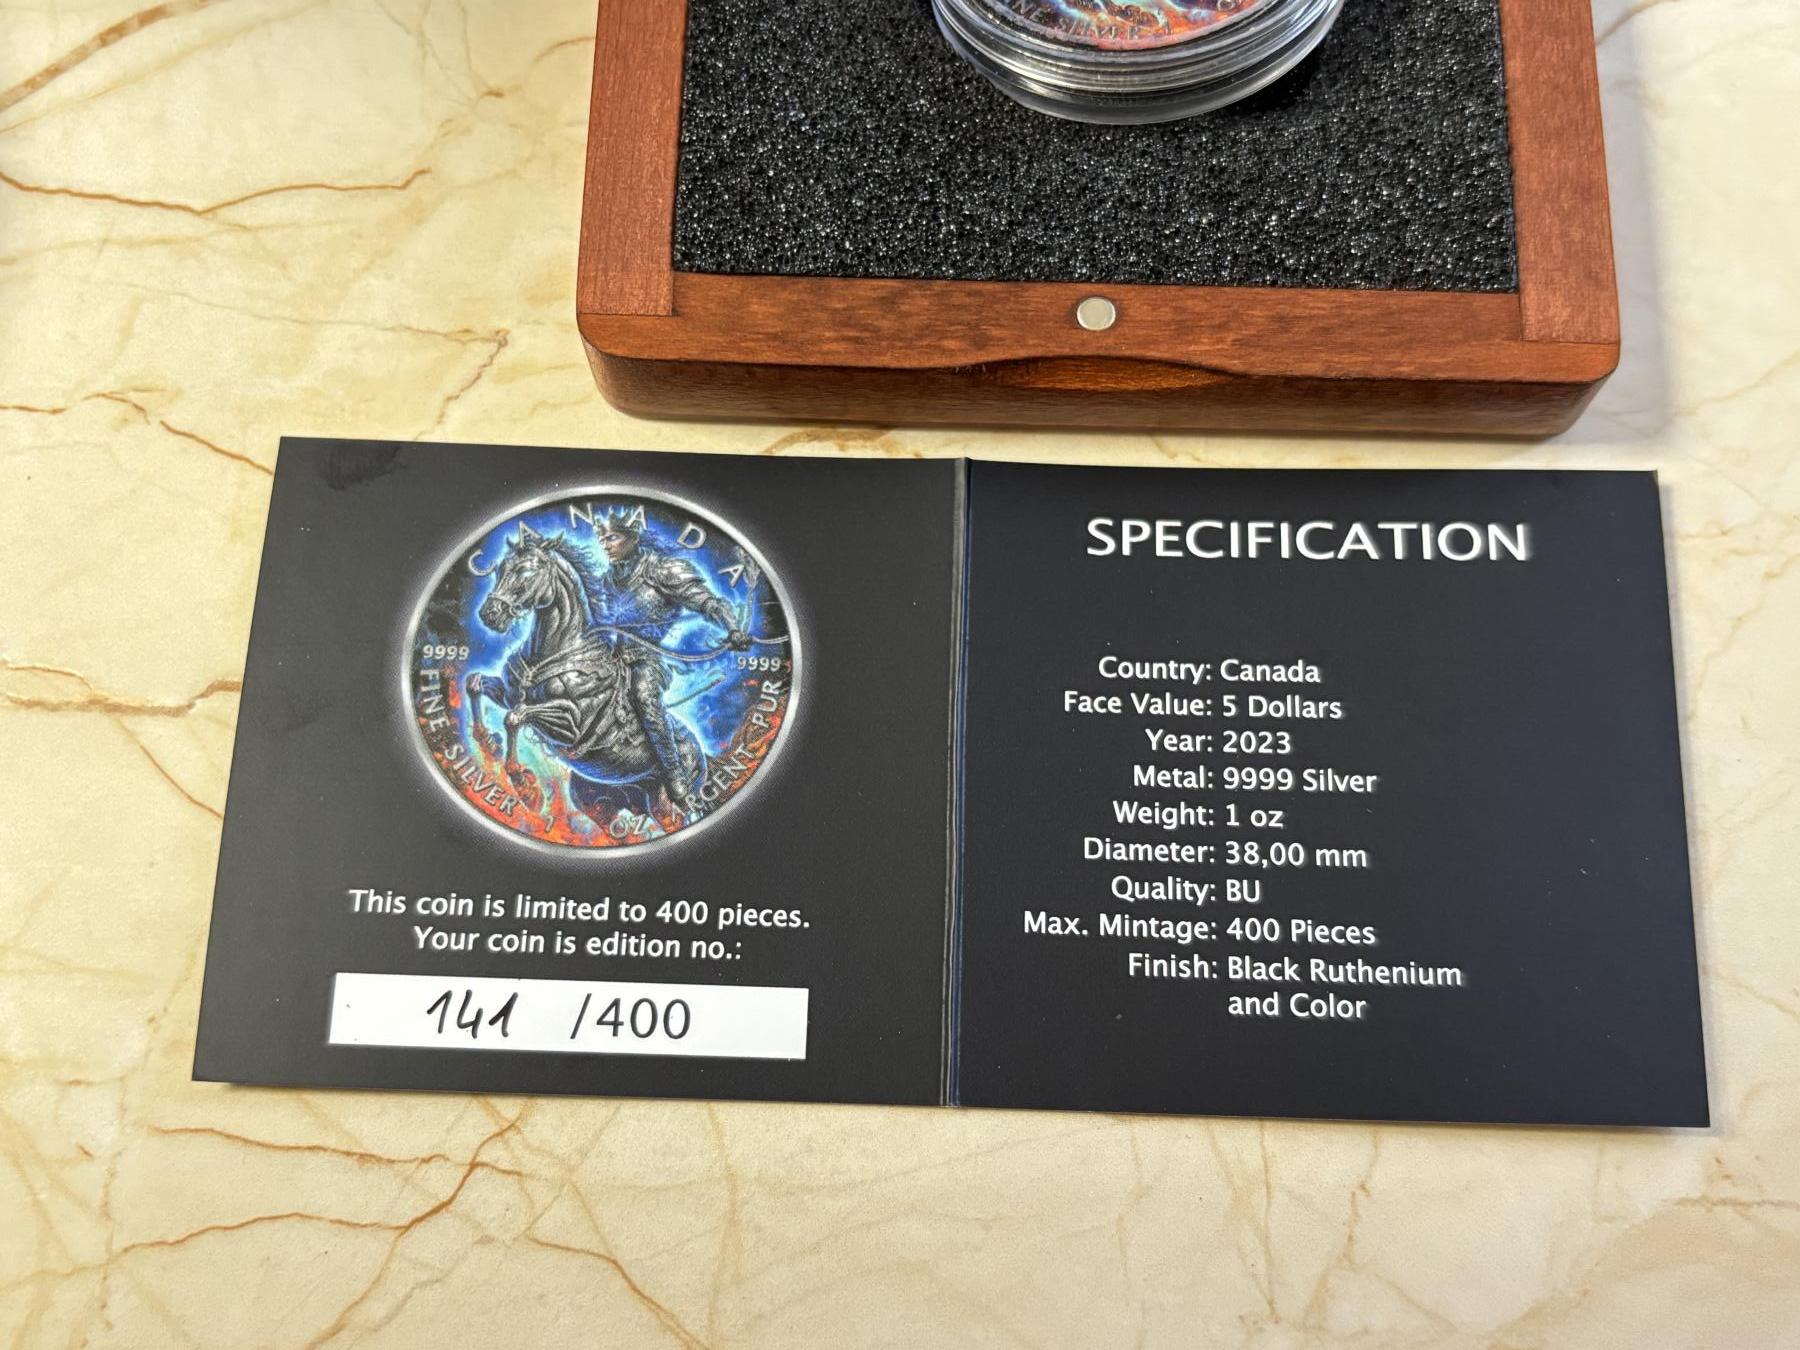 FINE SILVER
CANADA
9999
9999
FINE SILVER 1 OZ ARGENT PUR
This coin is limited to 400 pieces.
Your coin is edition no.:
141 /400
SPECIFICATION
Country: Canada
Face Value: 5 Dollars
Year: 2023
Metal: 9999 Silver
Weight: 1 oz
Diameter: 38,00 mm
Quality: BU
Max. Mintage: 400 Pieces
Finish: Black Ruthenium
and Color